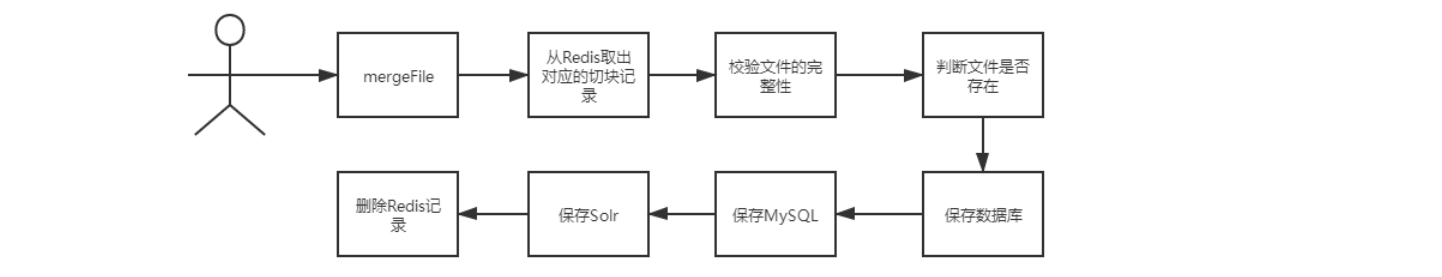 mergeFile
从Redis取出
对应的切块记
录
校验文件的完
整性
判断文件是否
存在
保存数据库
保存MySQL
保存Solr
删除Redis记
录